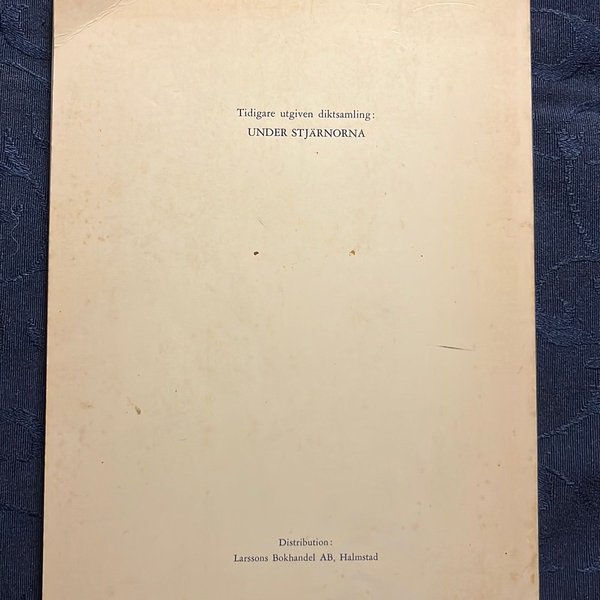 Tidigare utgiven diktsamling:
UNDER STJÄRNORNA
Distribution:
Larssons Bokhandel AB, Halmstad